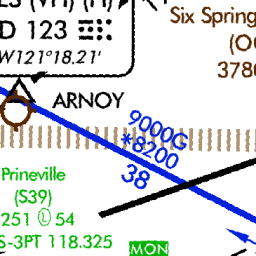 D 123
W121°18.21'
Six Spring
(O
3780
ARNOY
9000G
*8200
38
Prineville
(S39)
251 Ⓛ 54
S-3PT 118.325
MON